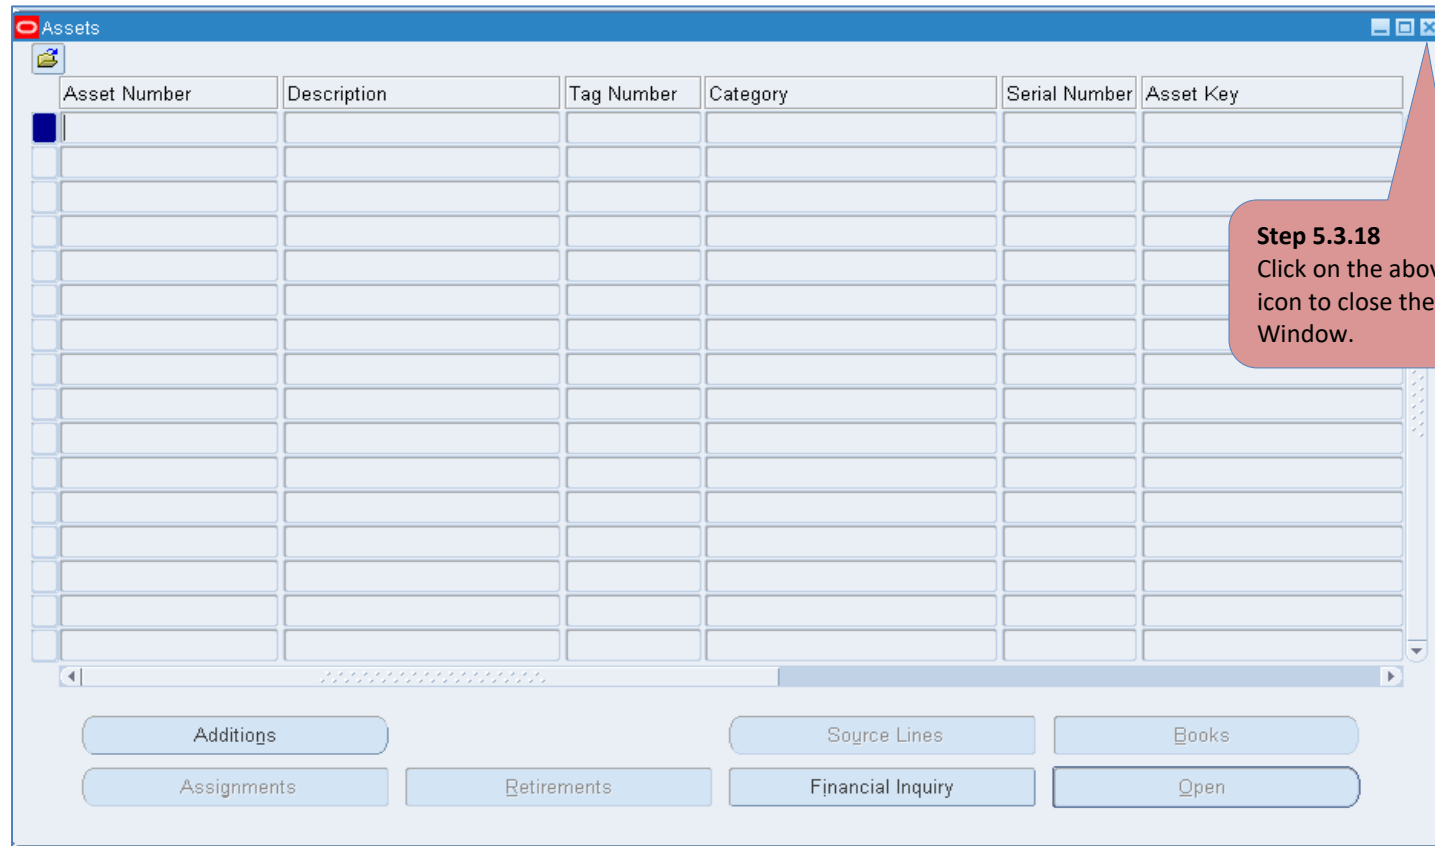 Assets
Asset Number Description Tag Number Category Serial Number Asset Key
Step 5.3.18
Click on the
icon to close the
Window.
Additions Source Lines Books
Assignments Retirements Financial Inquiry Open